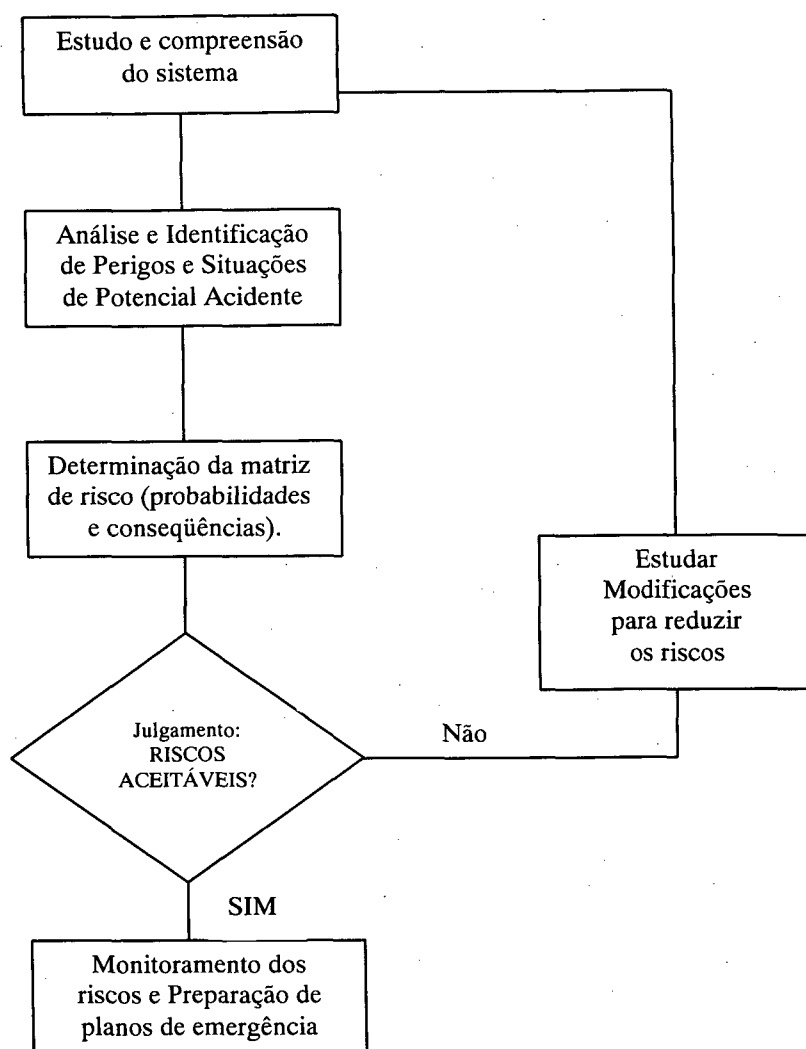 Estudo e compreensão
do sistema
Análise e Identificação
de Perigos e Situações
de Potencial Acidente
Determinação da matriz
de risco (probabilidades
e conseqüências).
Estudar
Modificações
para reduzir
os riscos
Julgamento:
RISCOS
ACEITÁVEIS?
Não
SIM
Monitoramento dos
riscos e Preparação de
planos de emergência